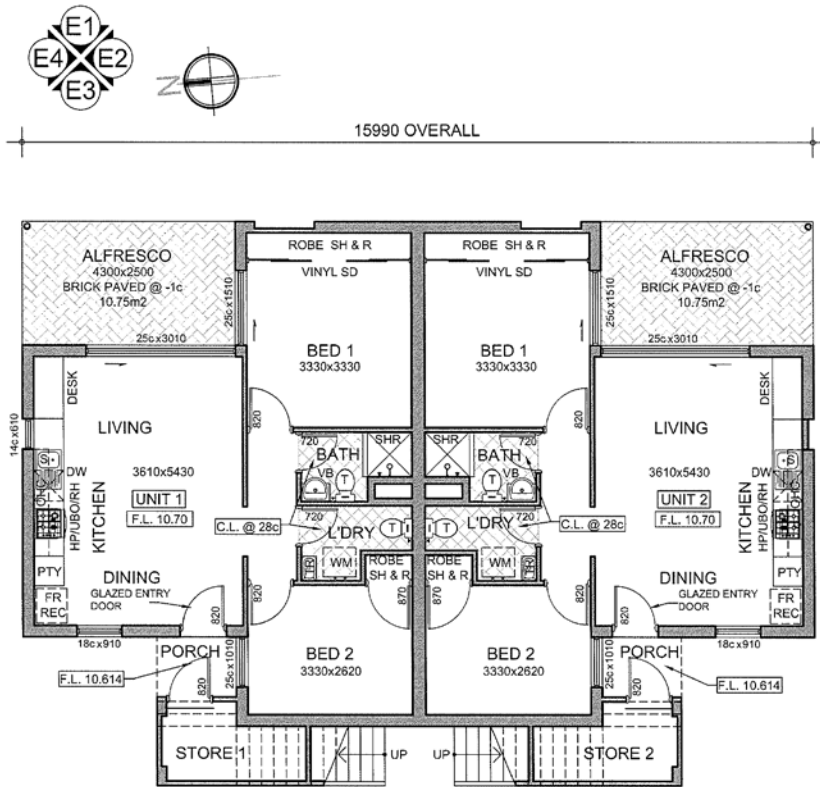 E1
E4 E2
E3
N
15990 OVERALL
ROBE SH & R
VINYL SD
ROBE SH & R
VINYL SD
ALFRESCO
4300x2500
BRICK PAVED @ -1c
10.75m2
ALFRESCO
4300x2500
BRICK PAVED @ -1c
10.75m2
25c x1510
25c x1510
25c x3010
25c x3010
BED 1
3330x3330
BED 1
3330x3330
DESK
DESK
14c x610
820
820
LIVING
LIVING
720
SHR
SHR
720
BATH
BATH
VB
T
T
VB
3610x5430
3610x5430
S
DW
DW
S
UNIT 1
F.L. 10.70
UNIT 2
F.L. 10.70
KITCHEN
HP/UBO/RH
KITCHEN
HP/UBO/RH
OHC
OHC
C.L. @ 28c
720
L'DRY
T
T
L'DRY
720
C.L. @ 28c
WM
WM
TR
TR
PTY
PTY
DINING
GLAZED ENTRY
DOOR
DINING
GLAZED ENTRY
DOOR
FR
REC
FR
REC
ROBE
SH & R
ROBE
SH & R
820
820
870
870
820
820
18c x910
18c x910
BED 2
3330x2620
BED 2
3330x2620
PORCH
PORCH
25c x1010
25c x1010
F.L. 10.614
F.L. 10.614
820
820
STORE 1
UP
UP
STORE 2